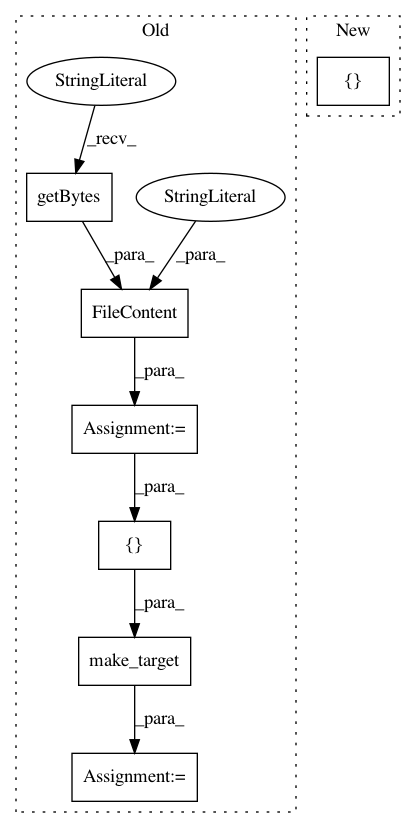 Old
New
StringLiteral
{}
_recv_
getBytes
StringLiteral
_para_
_para_
FileContent
_para_
Assignment:=
_para_
{}
_para_
make_target
_para_
Assignment:=